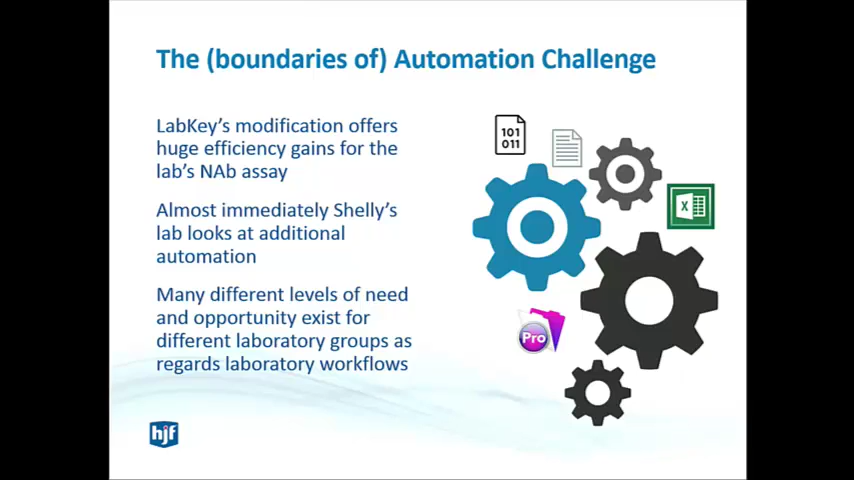 The (boundaries of) Automation Challenge
LabKey's modification offers
huge efficiency gains for the
lab's NAb assay
Almost immediately Shelly's
lab looks at additional
automation
Many different levels of need
and opportunity exist for
different laboratory groups as
regards laboratory workflows
101
011
X
Pro
hjf